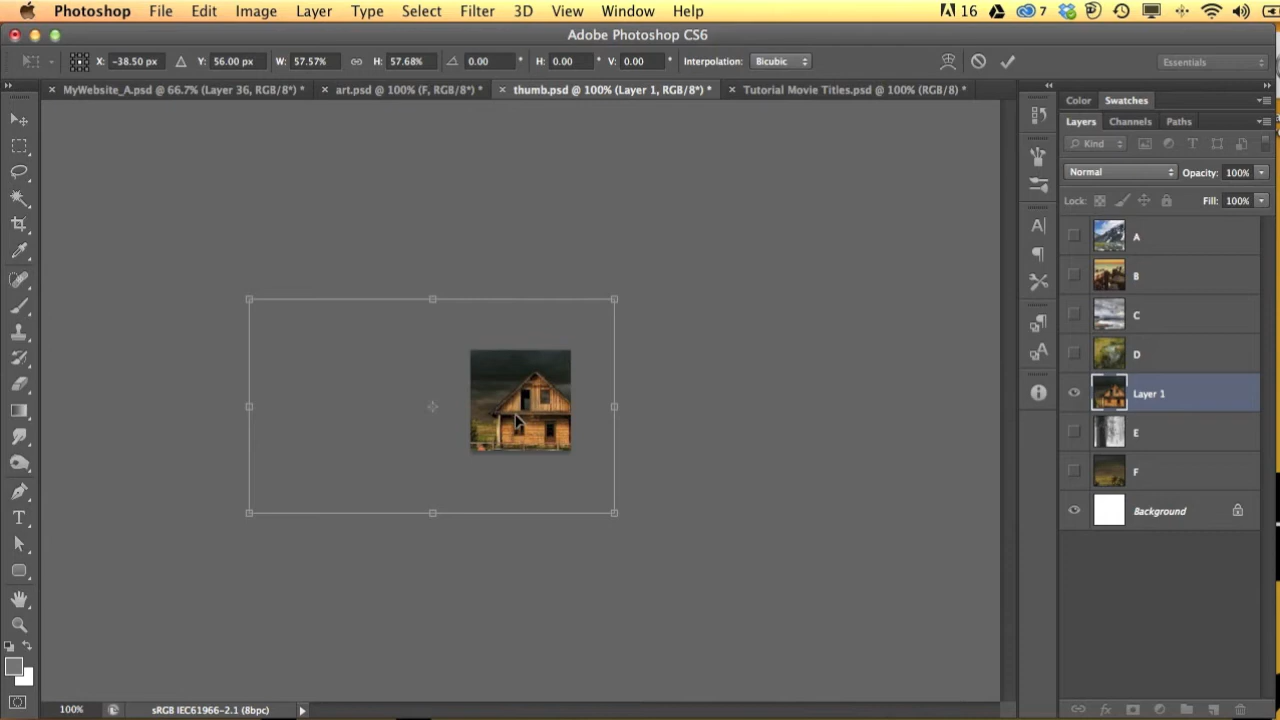 Photoshop File Edit Image Layer Type Select Filter 3D View Window Help 16 7
Adobe Photoshop CS6
X: -38.50 px Y: 56.00 px W: 57.57% H: 57.68% 0.00 ° H: 0.00 ° V: 0.00 ° Interpolation: Bicubic Essentials
MyWebsite_A.psd @ 66.7% (Layer 36, RGB/8*) * art.psd @ 100% (F, RGB/8*) * thumb.psd @ 100% (Layer 1, RGB/8*) * Tutorial Movie Titles.psd @ 100% (RGB/8) *
Color Swatches
Layers Channels Paths
Kind
Normal Opacity: 100%
Lock: Fill: 100%
A
B
C
D
Layer 1
E
F
Background
100% sRGB IEC61966-2.1 (8bpc)